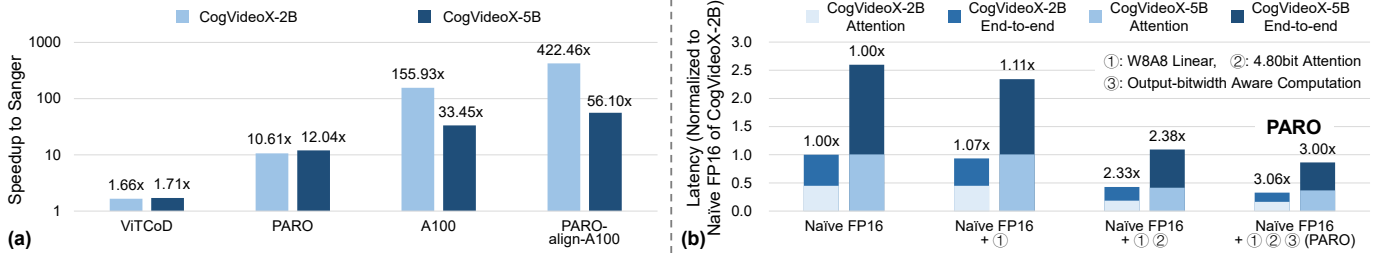 CogVideoX-2B
CogVideoX-5B
Speedup to Sanger
1000
100
10
1
1.66x
1.71x
10.61x
12.04x
155.93x
33.45x
422.46x
56.10x
ViTCoD
PARO
A100
PARO-
align-A100
(a)
CogVideoX-2B
Attention
CogVideoX-2B
End-to-end
CogVideoX-5B
Attention
CogVideoX-5B
End-to-end
Latency (Normalized to
Naïve FP16 of CogVideoX-2B)
3.0
2.5
2.0
1.5
1.0
0.5
0.0
①: W8A8 Linear, ②: 4.80bit Attention
③: Output-bitwidth Aware Computation
PARO
1.00x
1.00x
1.07x
1.11x
2.33x
2.38x
3.06x
3.00x
Naïve FP16
Naïve FP16
+ ①
Naïve FP16
+ ① ②
Naïve FP16
+ ① ② ③ (PARO)
(b)